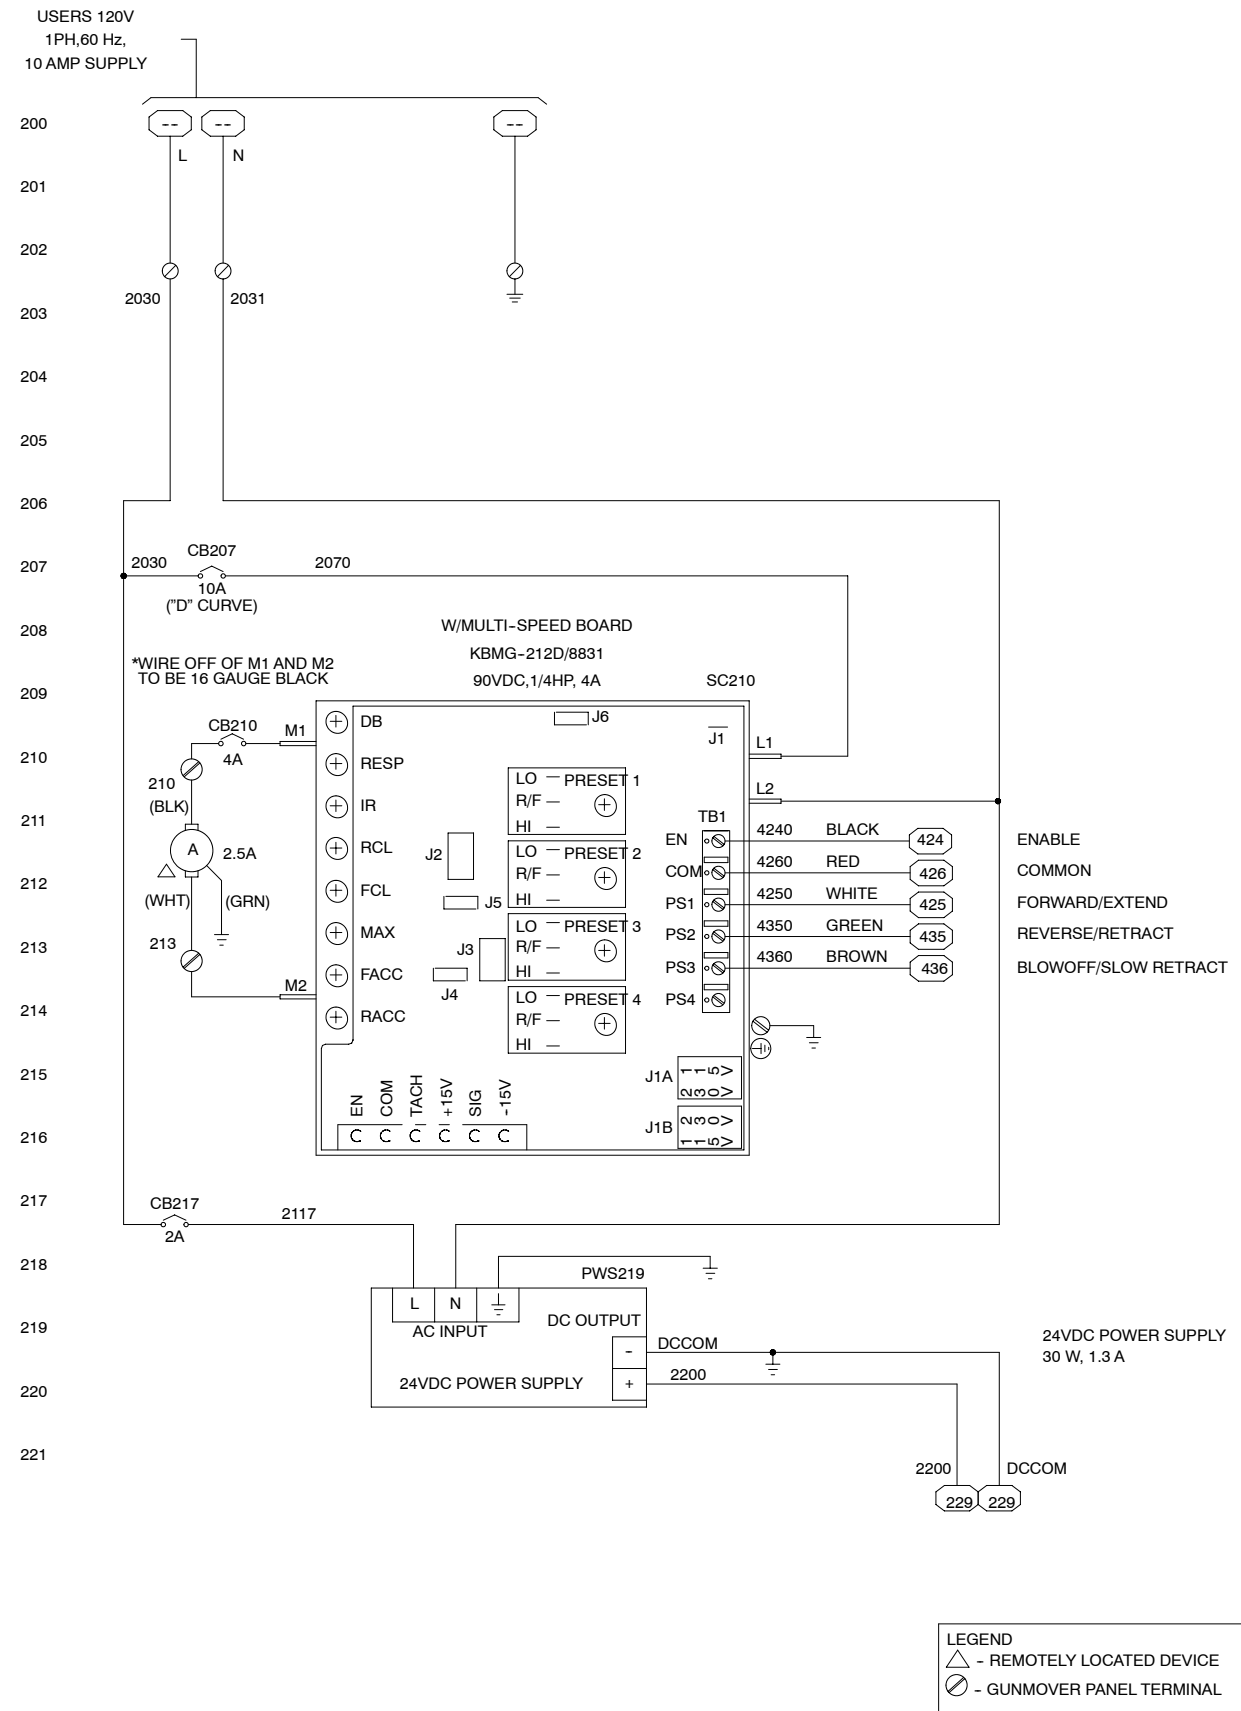 USERS 120V
1PH,60 Hz,
10 AMP SUPPLY
200
-- -- --
L N
201
202
2030 2031
203
204
205
206
CB207
207 2030 2070
10A
("D" CURVE)
208 W/MULTI-SPEED BOARD
KBMG-212D/8831
*WIRE OFF OF M1 AND M2
TO BE 16 GAUGE BLACK
90VDC,1/4HP, 4A SC210
209
CB210 M1 DB J6
J1 L1
210 4A RESP
LO PRESET 1
210 R/F
(BLK) IR L2
HI TB1
211 EN 4240 BLACK 424 ENABLE
A 2.5A RCL J2 LO PRESET 2
R/F COM 4260 RED 426 COMMON
212 FCL HI
(WHT) (GRN) J5 PS1 4250 WHITE 425 FORWARD/EXTEND
LO PRESET 3
MAX PS2 4350 GREEN 435 REVERSE/RETRACT
213 213 J3 R/F
FACC HI PS3 4360 BROWN 436 BLOWOFF/SLOW RETRACT
M2 J4
LO PRESET 4 PS4
214 RACC R/F
HI
215 J1A 115V
230V
EN COM TACH +15V SIG -15V
J1B 230V
115V
216
217 CB217
2117
2A
218
PWS219
L N
219 AC INPUT DC OUTPUT
- DCCOM
24VDC POWER SUPPLY
30 W, 1.3 A
220 24VDC POWER SUPPLY + 2200
221
2200 DCCOM
229 229
LEGEND
- REMOTELY LOCATED DEVICE
- GUNMOVER PANEL TERMINAL